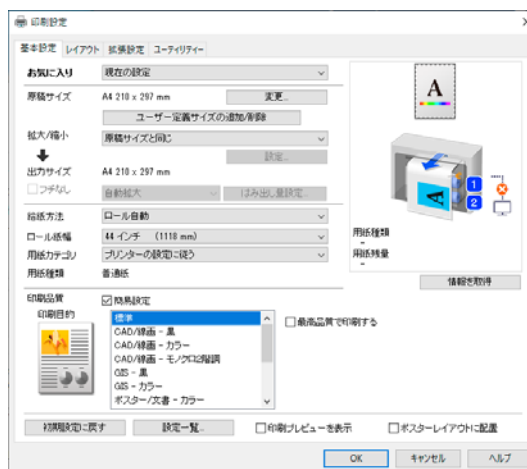 印刷設定
基本設定 レイアウト 拡張設定 ユーティリティー
お気に入り 現在の設定
原稿サイズ A4 210 x 297 mm 変更...
ユーザー定義サイズの追加/削除
拡大/縮小 原稿サイズと同じ
設定...
出力サイズ A4 210 x 297 mm
フチなし 自動拡大 はみ出し量設定...
給紙方法 ロール自動
ロール紙幅 44 インチ (1118 mm)
用紙カテゴリ プリンターの設定に従う
用紙種類 普通紙
A
A
1
2
用紙種類
-
用紙残量
-
情報を取得
印刷品質 簡易設定
印刷目的
標準
CAD/線画 - 黒
CAD/線画 - カラー
CAD/線画 - モノクロ2階調
GIS - 黒
GIS - カラー
ポスター/文書 - カラー
最高品質で印刷する
初期設定に戻す 設定一覧... 印刷プレビューを表示 ポスターレイアウトに配置
OK キャンセル ヘルプ